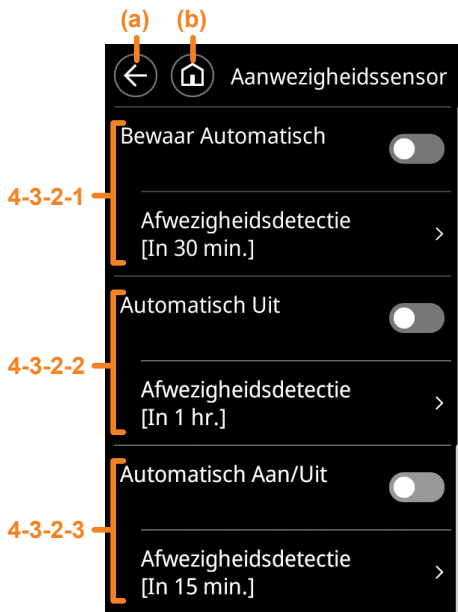 (a) (b)
Aanwezigheidssensor
Bewaar Automatisch
4-3-2-1
Afwezigheidsdetectie
[In 30 min.]
Automatisch Uit
4-3-2-2
Afwezigheidsdetectie
[In 1 hr.]
Automatisch Aan/Uit
4-3-2-3
Afwezigheidsdetectie
[In 15 min.]